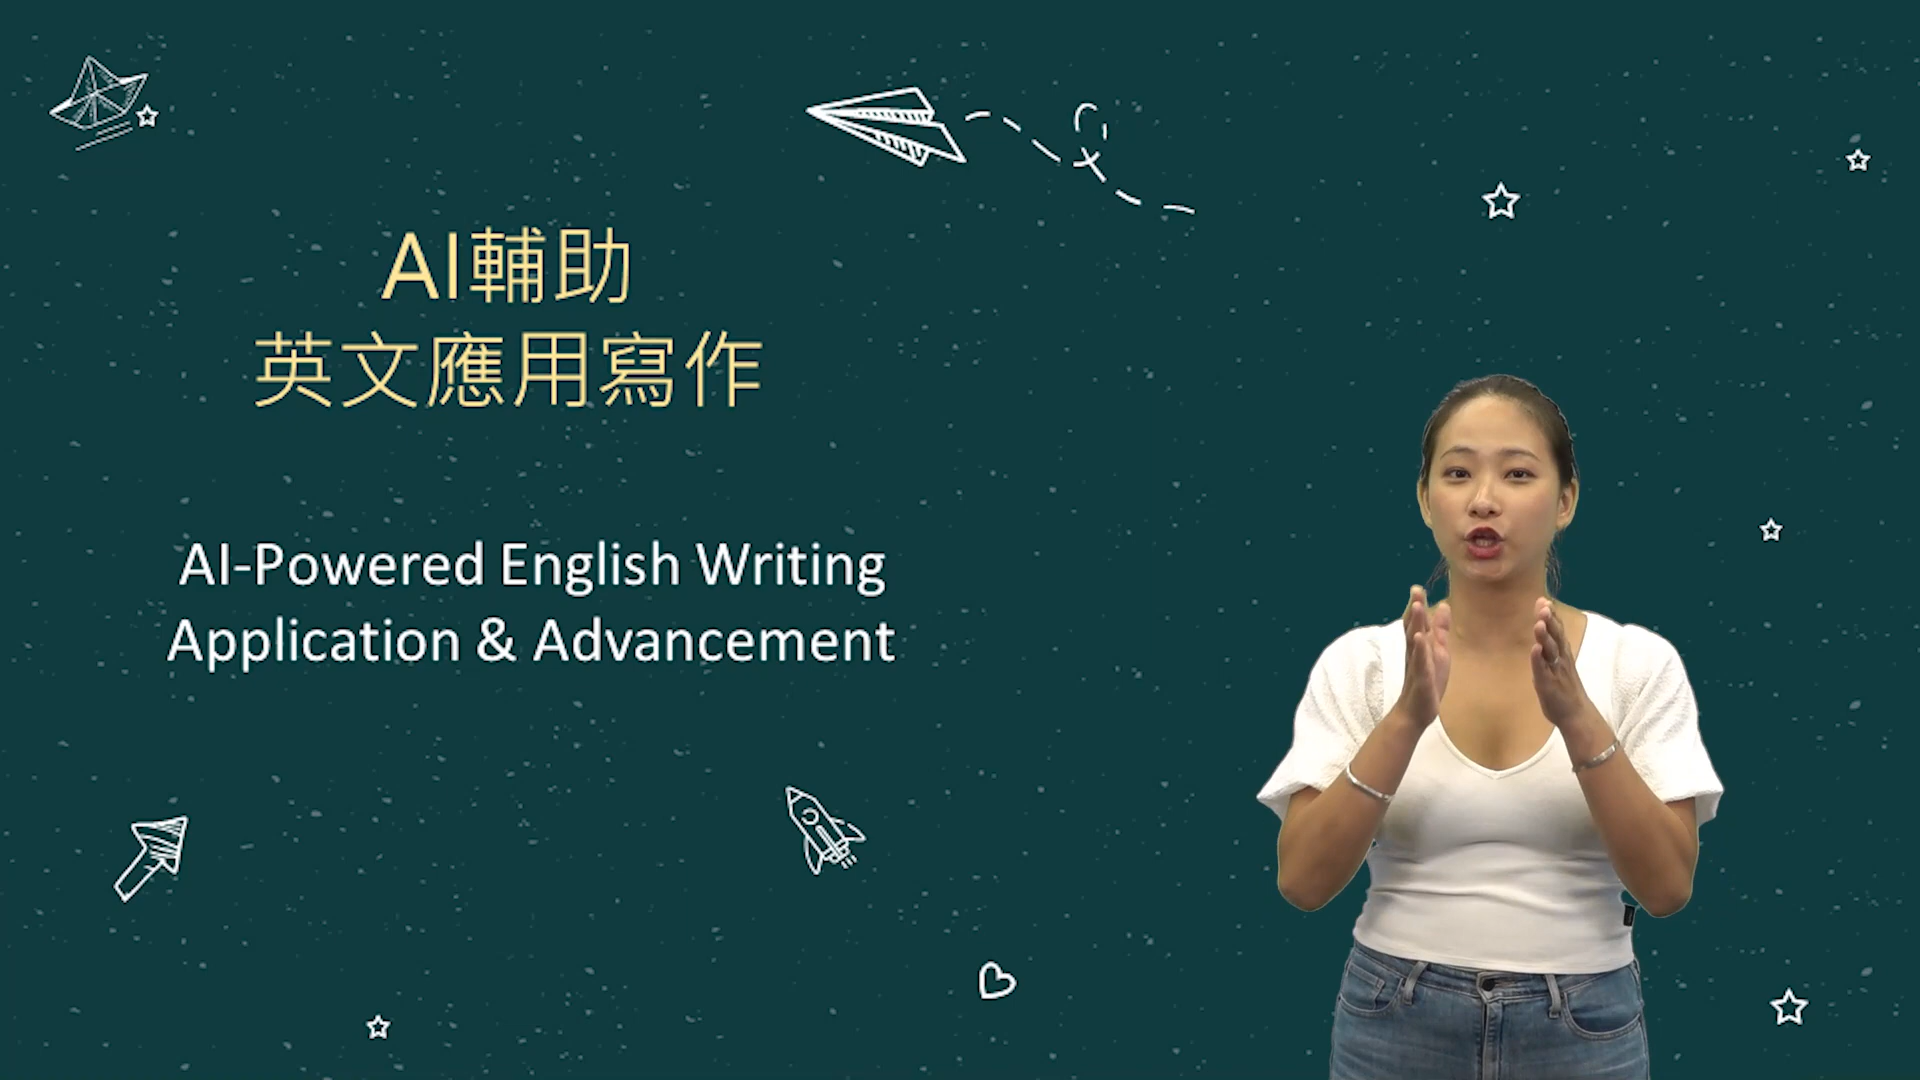 AI輔助
英文應用寫作
AI-Powered English Writing
Application & Advancement